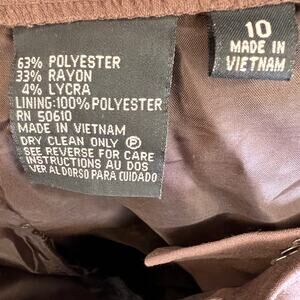 63% POLYESTER
33% RAYON
4% LYCRA
LINING:100% POLYESTER
RN 50610
MADE IN VIETNAM
DRY CLEAN ONLY Ⓟ
SEE REVERSE FOR CARE
INSTRUCTIONS AU DOS
VER AL DORSO PARA CUIDADO
10
MADE IN
VIETNAM